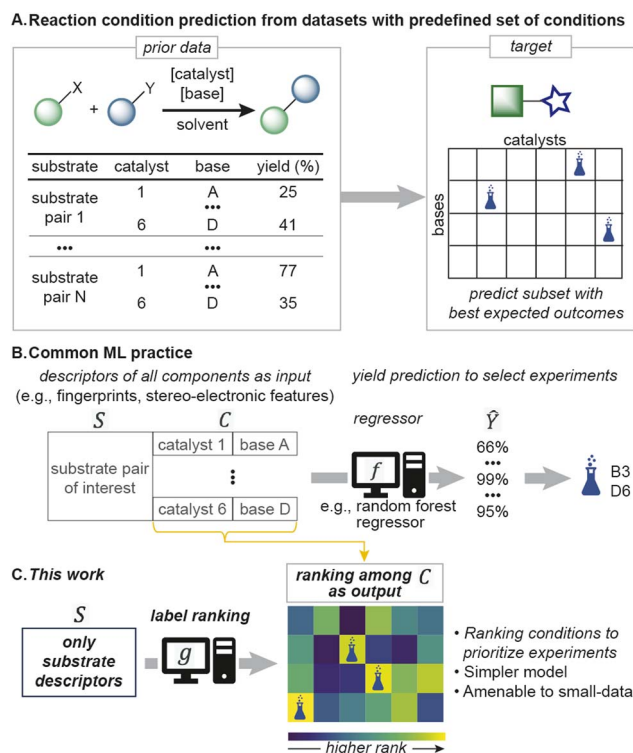 A. Reaction condition prediction from datasets with predefined set of conditions
prior data
X
Y
+
[catalyst]
[base]
solvent
substrate catalyst base yield (%)
substrate pair 1
1 A 25
•••
6 D 41
••• •••
substrate pair N
1 A 77
•••
6 D 35
target
catalysts
bases
predict subset with
best expected outcomes
B. Common ML practice
descriptors of all components as input
(e.g., fingerprints, stereo-electronic features)
yield prediction to select experiments
S C
substrate pair
of interest
catalyst 1 base A
catalyst 6 base D
regressor
f
e.g., random forest
regressor
Ŷ
66%
•••
99%
•••
95%
B3
D6
C. This work
S
only
substrate
descriptors
label ranking
g
ranking among C
as output
higher rank
• Ranking conditions to
prioritize experiments
• Simpler model
• Amenable to small-data